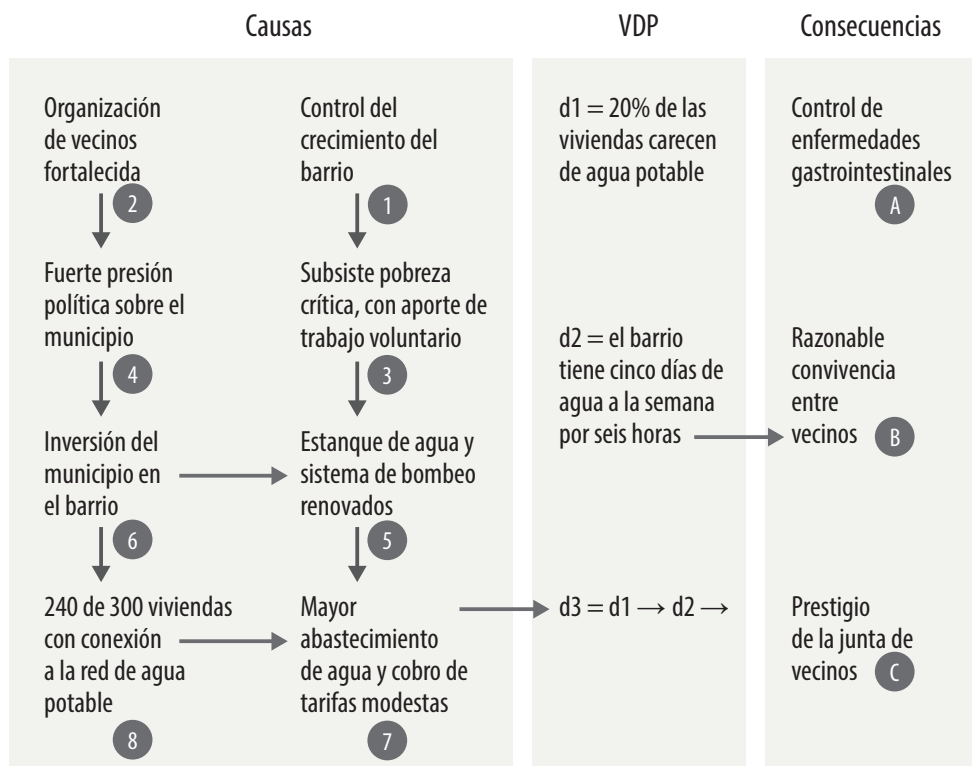 Causas
VDP
Consecuencias
Organización
de vecinos
fortalecida
2
Control del
crecimiento del
barrio
1
d1 = 20% de las
viviendas carecen
de agua potable
Control de
enfermedades
gastrointestinales
A
Fuerte presión
política sobre el
municipio
4
Subsiste pobreza
crítica, con aporte de
trabajo voluntario
3
d2 = el barrio
tiene cinco días de
agua a la semana
por seis horas
Razonable
convivencia
entre
vecinos B
Inversión del
municipio en
el barrio
6
Estanque de agua y
sistema de bombeo
renovados
5
240 de 300 viviendas
con conexión
a la red de agua
potable
8
Mayor
abastecimiento
de agua y cobro de
tarifas modestas
7
d3 = d1 → d2 →
Prestigio
de la junta de
vecinos C